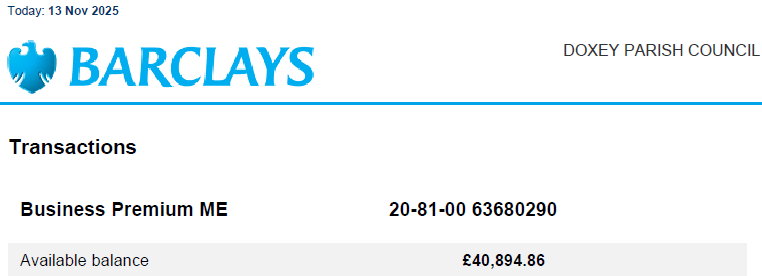 Today: 13 Nov 2025
BARCLAYS
DOXEY PARISH COUNCIL
Transactions
Business Premium ME 20-81-00 63680290
Available balance £40,894.86